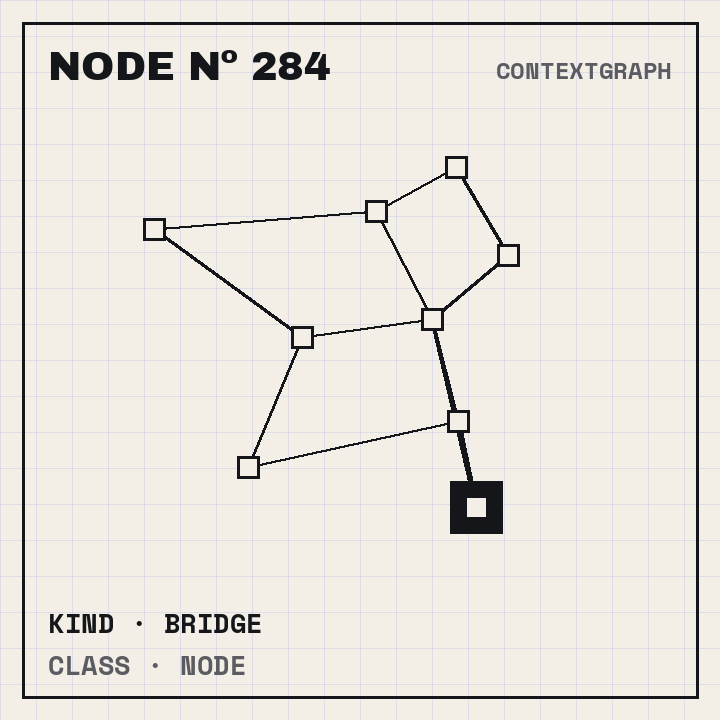 NODE Nº 284
CONTEXTGRAPH
KIND · BRIDGE
CLASS · NODE